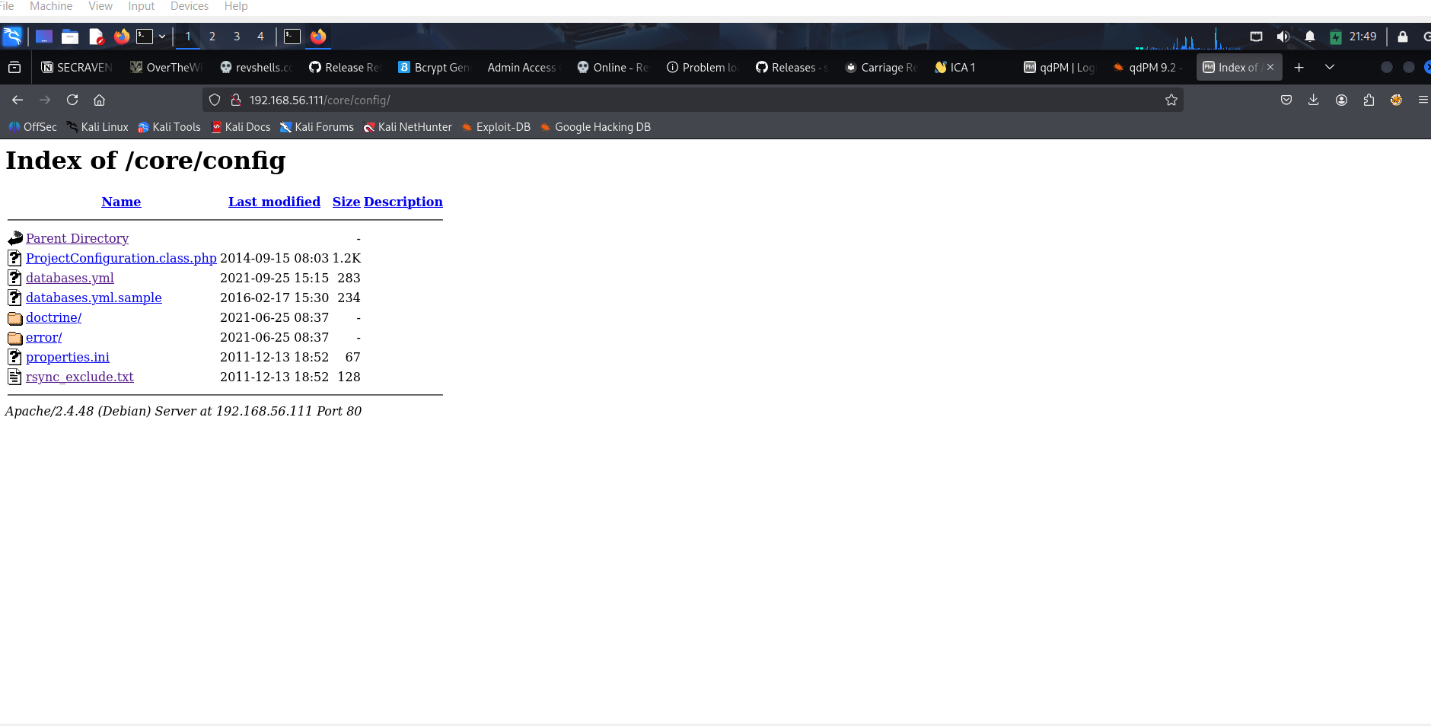 File Machine View Input Devices Help
1 2 3 4 21:49
SECRAVEN OverTheWi revshells.co Release Re Bcrypt Gen Admin Access Online - Re Problem lo Releases - s Carriage Re ICA 1 qdPM | Log qdPM 9.2 - Index of /
192.168.56.111/core/config/
OffSec Kali Linux Kali Tools Kali Docs Kali Forums Kali NetHunter Exploit-DB Google Hacking DB
Index of /core/config
Name Last modified Size Description
Parent Directory -
ProjectConfiguration.class.php 2014-09-15 08:03 1.2K
databases.yml 2021-09-25 15:15 283
databases.yml.sample 2016-02-17 15:30 234
doctrine/ 2021-06-25 08:37 -
error/ 2021-06-25 08:37 -
properties.ini 2011-12-13 18:52 67
rsync_exclude.txt 2011-12-13 18:52 128
Apache/2.4.48 (Debian) Server at 192.168.56.111 Port 80